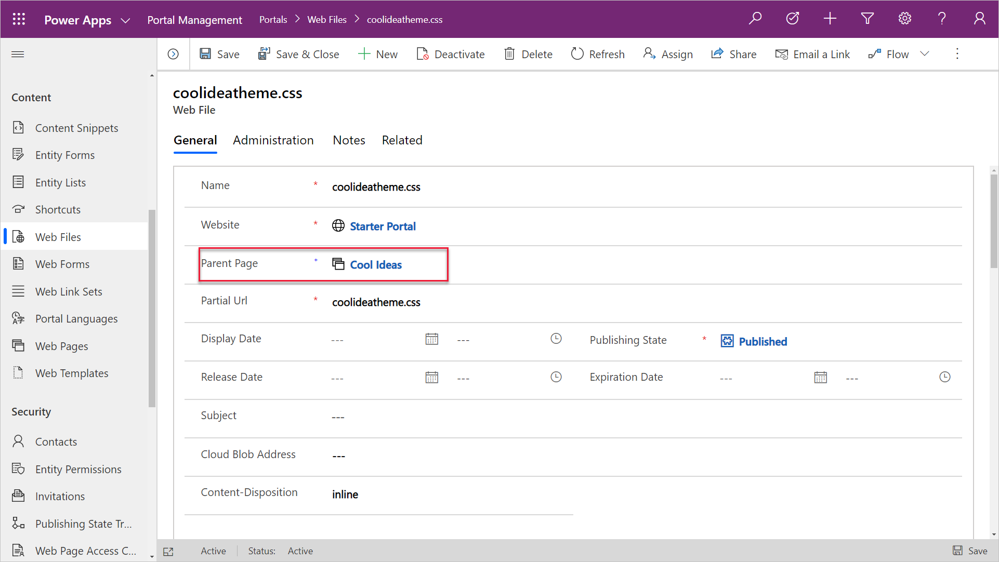 Power Apps Portal Management Portals Web Files coolideatheme.css
Save Save & Close New Deactivate Delete Refresh Assign Share Email a Link Flow
Content
Content Snippets
Entity Forms
Entity Lists
Shortcuts
Web Files
Web Forms
Web Link Sets
Portal Languages
Web Pages
Web Templates
Security
Contacts
Entity Permissions
Invitations
Publishing State Tr...
Web Page Access C...
coolideatheme.css
Web File
General Administration Notes Related
Name * coolideatheme.css
Website * Starter Portal
Parent Page + Cool Ideas
Partial Url * coolideatheme.css
Display Date --- --- Publishing State * Published
Release Date --- --- Expiration Date --- ---
Subject ---
Cloud Blob Address ---
Content-Disposition inline
Active Status: Active Save